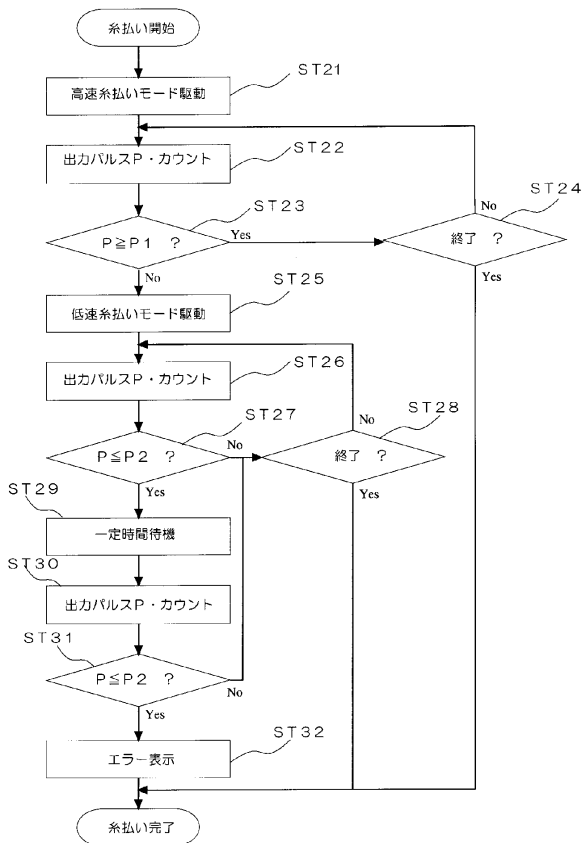 糸払い開始
ST21
高速糸払いモード駆動
ST22
出力パルスP・カウント
ST24
No
ST23
P≧P1 ?
Yes
終了 ?
No
Yes
ST25
低速糸払いモード駆動
ST26
出力パルスP・カウント
ST27
No
ST28
P≦P2 ?
No
終了 ?
Yes
Yes
ST29
一定時間待機
ST30
出力パルスP・カウント
ST31
P≦P2 ?
No
Yes
ST32
エラー表示
糸払い完了